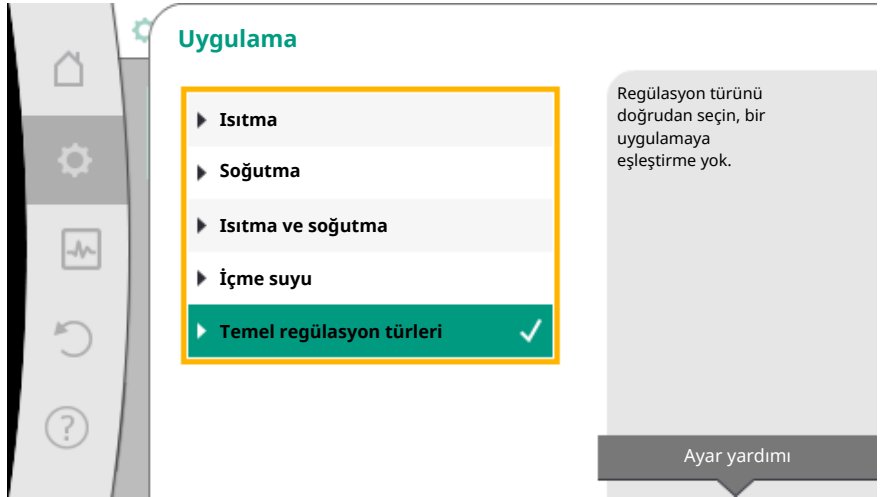 Uygulama
Isıtma
Soğutma
Isıtma ve soğutma
İçme suyu
Temel regülasyon türleri
Regülasyon türünü
doğrudan seçin, bir
uygulamaya
eşleştirme yok.
Ayar yardımı